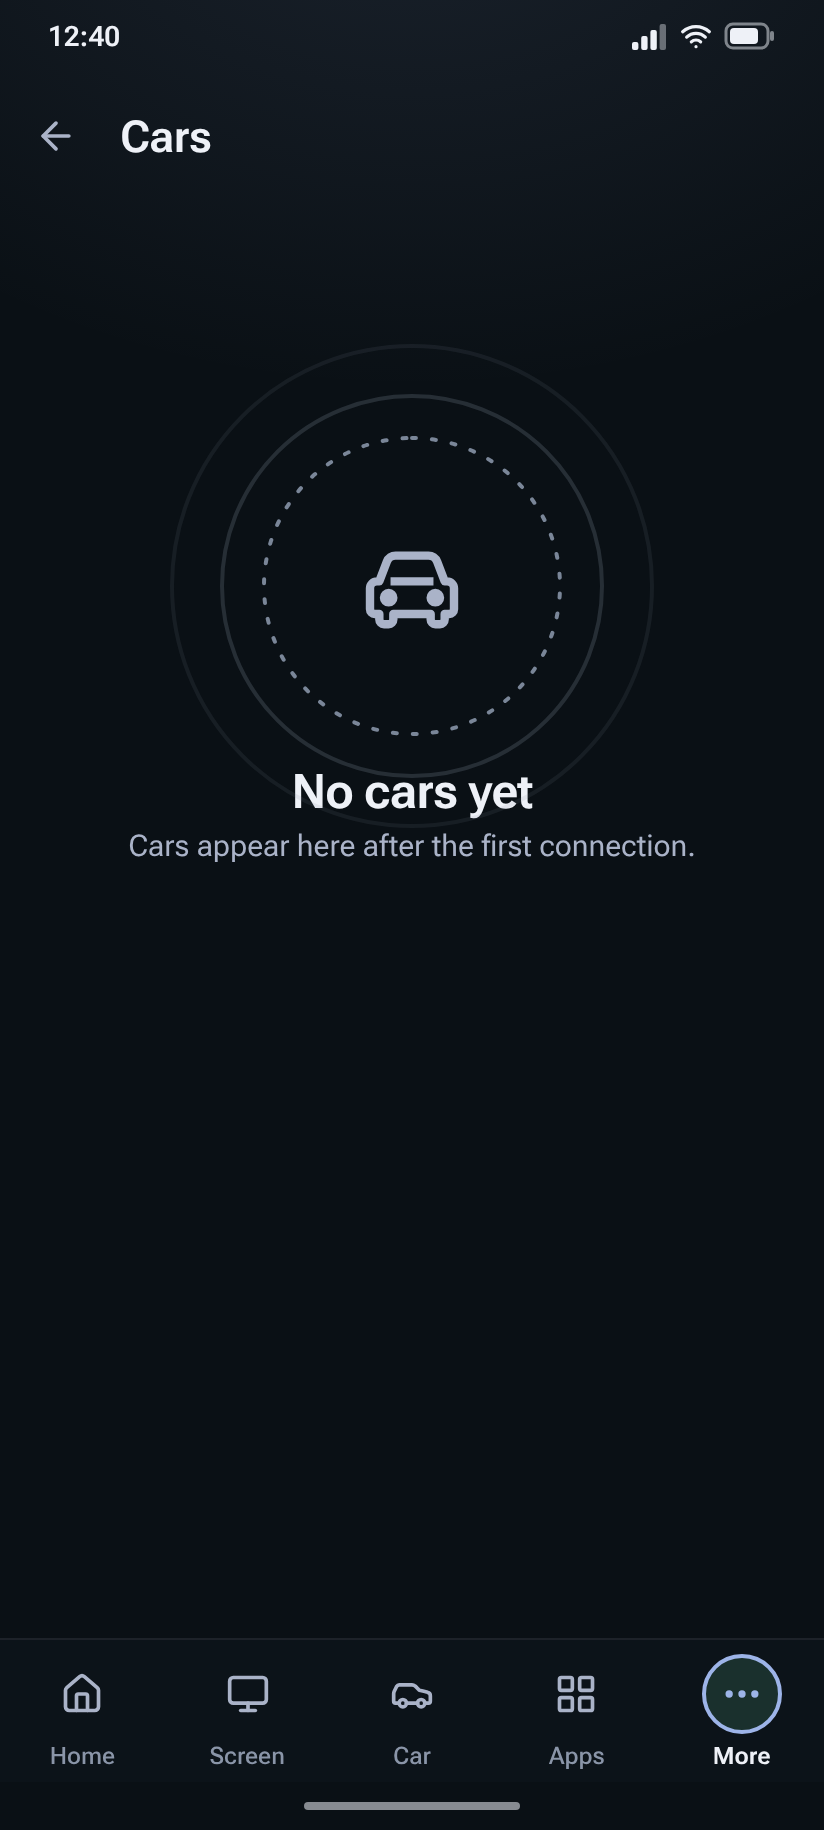 12:40
Cars
No cars yet
Cars appear here after the first connection.
Home
Screen
Car
Apps
More